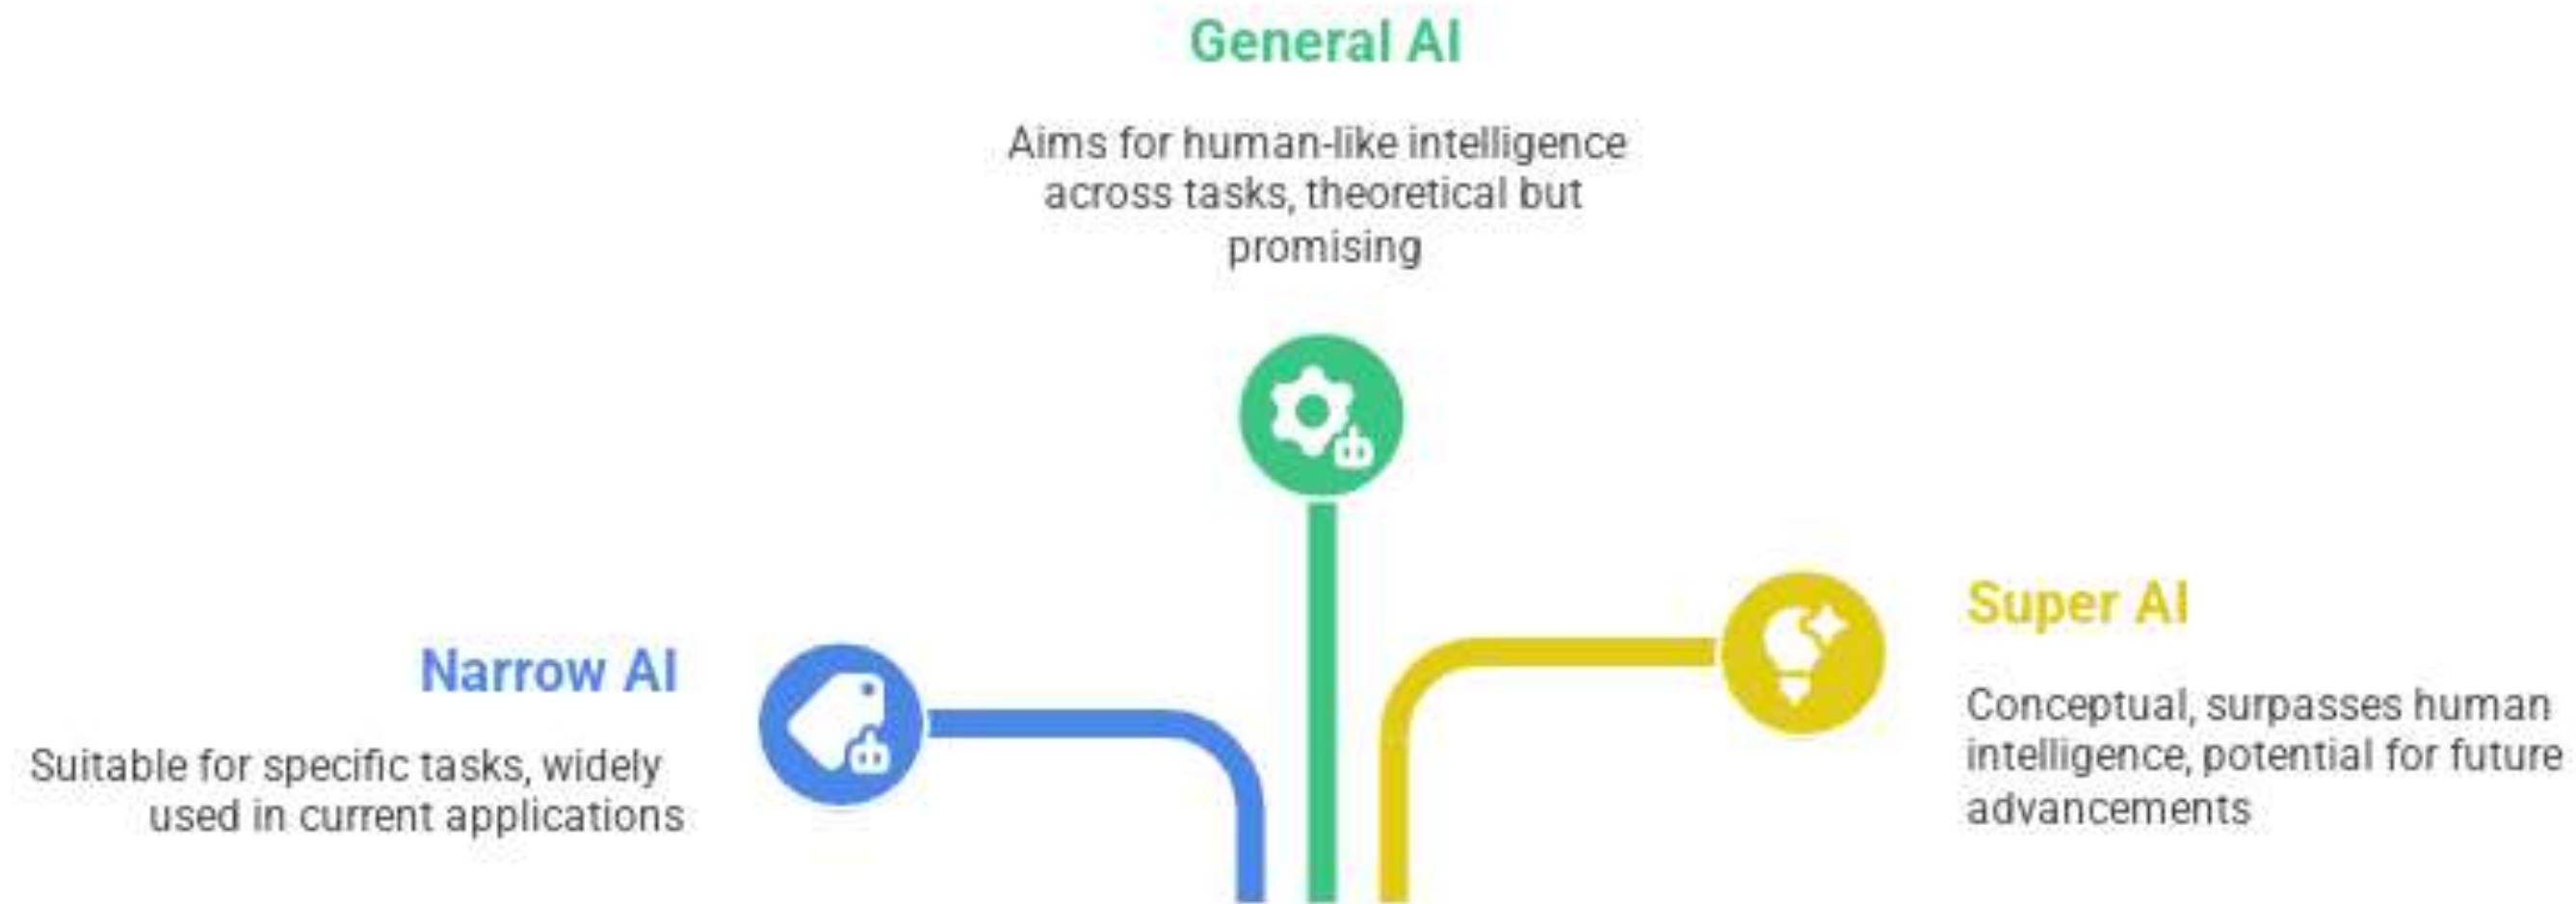 General AI
Aims for human-like intelligence
across tasks, theoretical but
promising
Narrow AI
Suitable for specific tasks, widely
used in current applications
Super AI
Conceptual, surpasses human
intelligence, potential for future
advancements